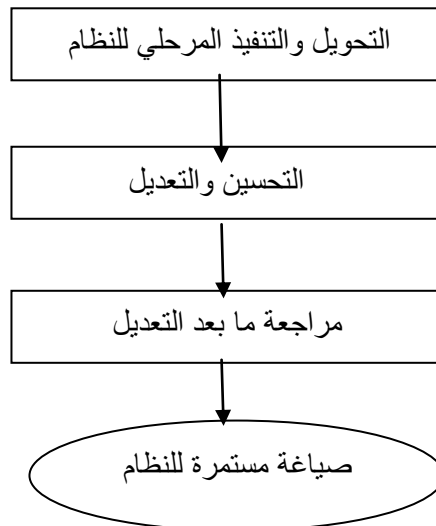 التحويل والتنفيذ المرحلي للنظام
التحسين والتعديل
مراجعة ما بعد التعديل
صياغة مستمرة للنظام